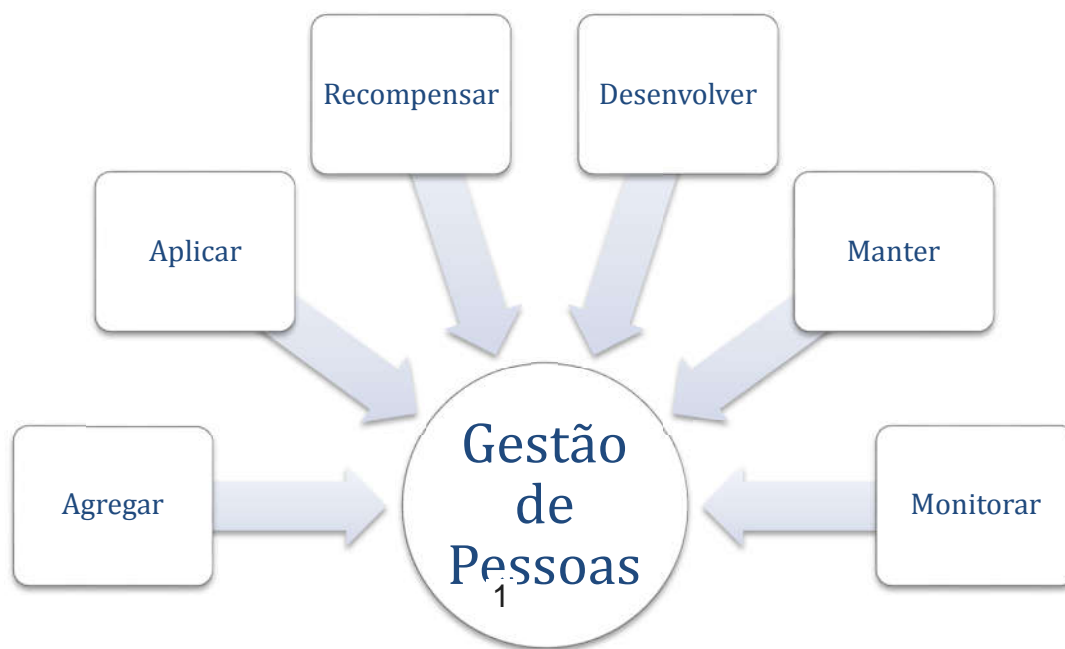 Recompensar
Desenvolver
Aplicar
Manter
Agregar
Gestão
de
Pessoas
1
Monitorar